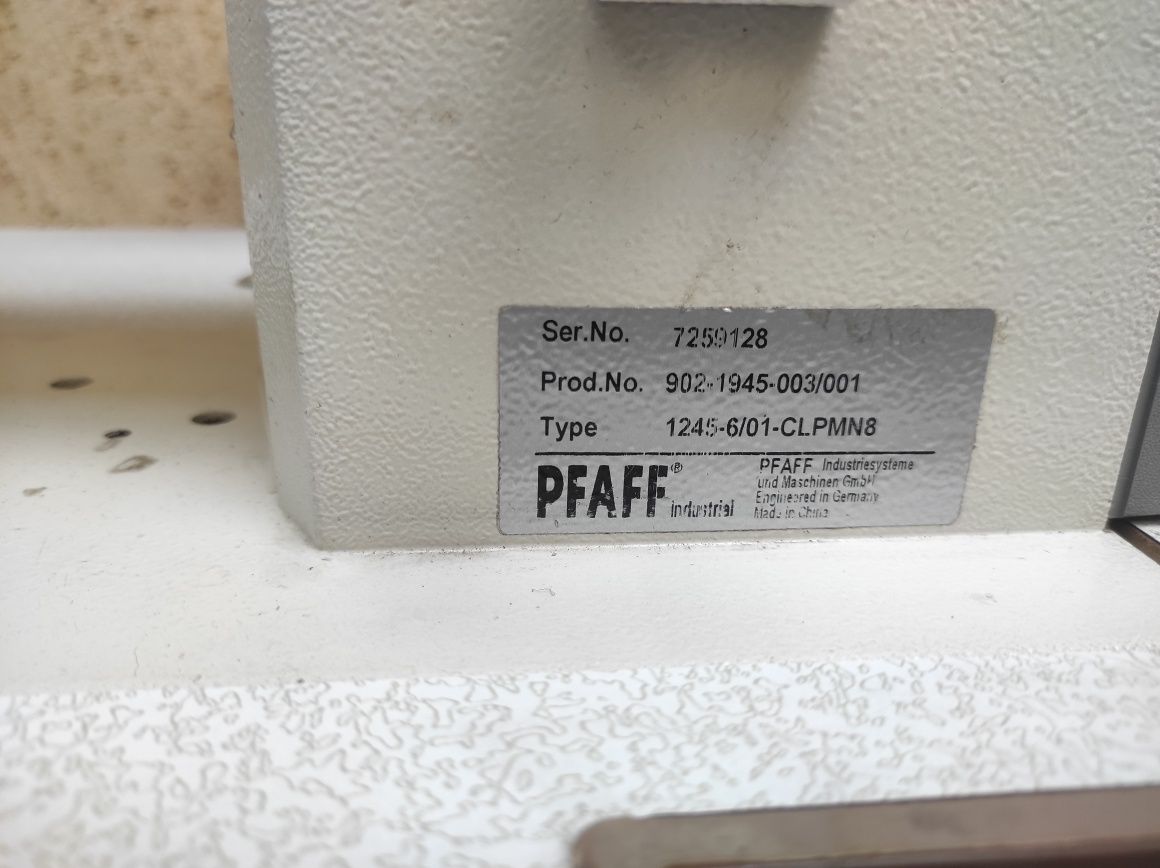 Ser.No. 7259128
Prod.No. 902-1945-003/001
Type 1245-6/01-CLPMN8
PFAFF® industrial
PFAFF Industriesysteme
und Maschinen GmbH
Engineered in Germany
Made in China